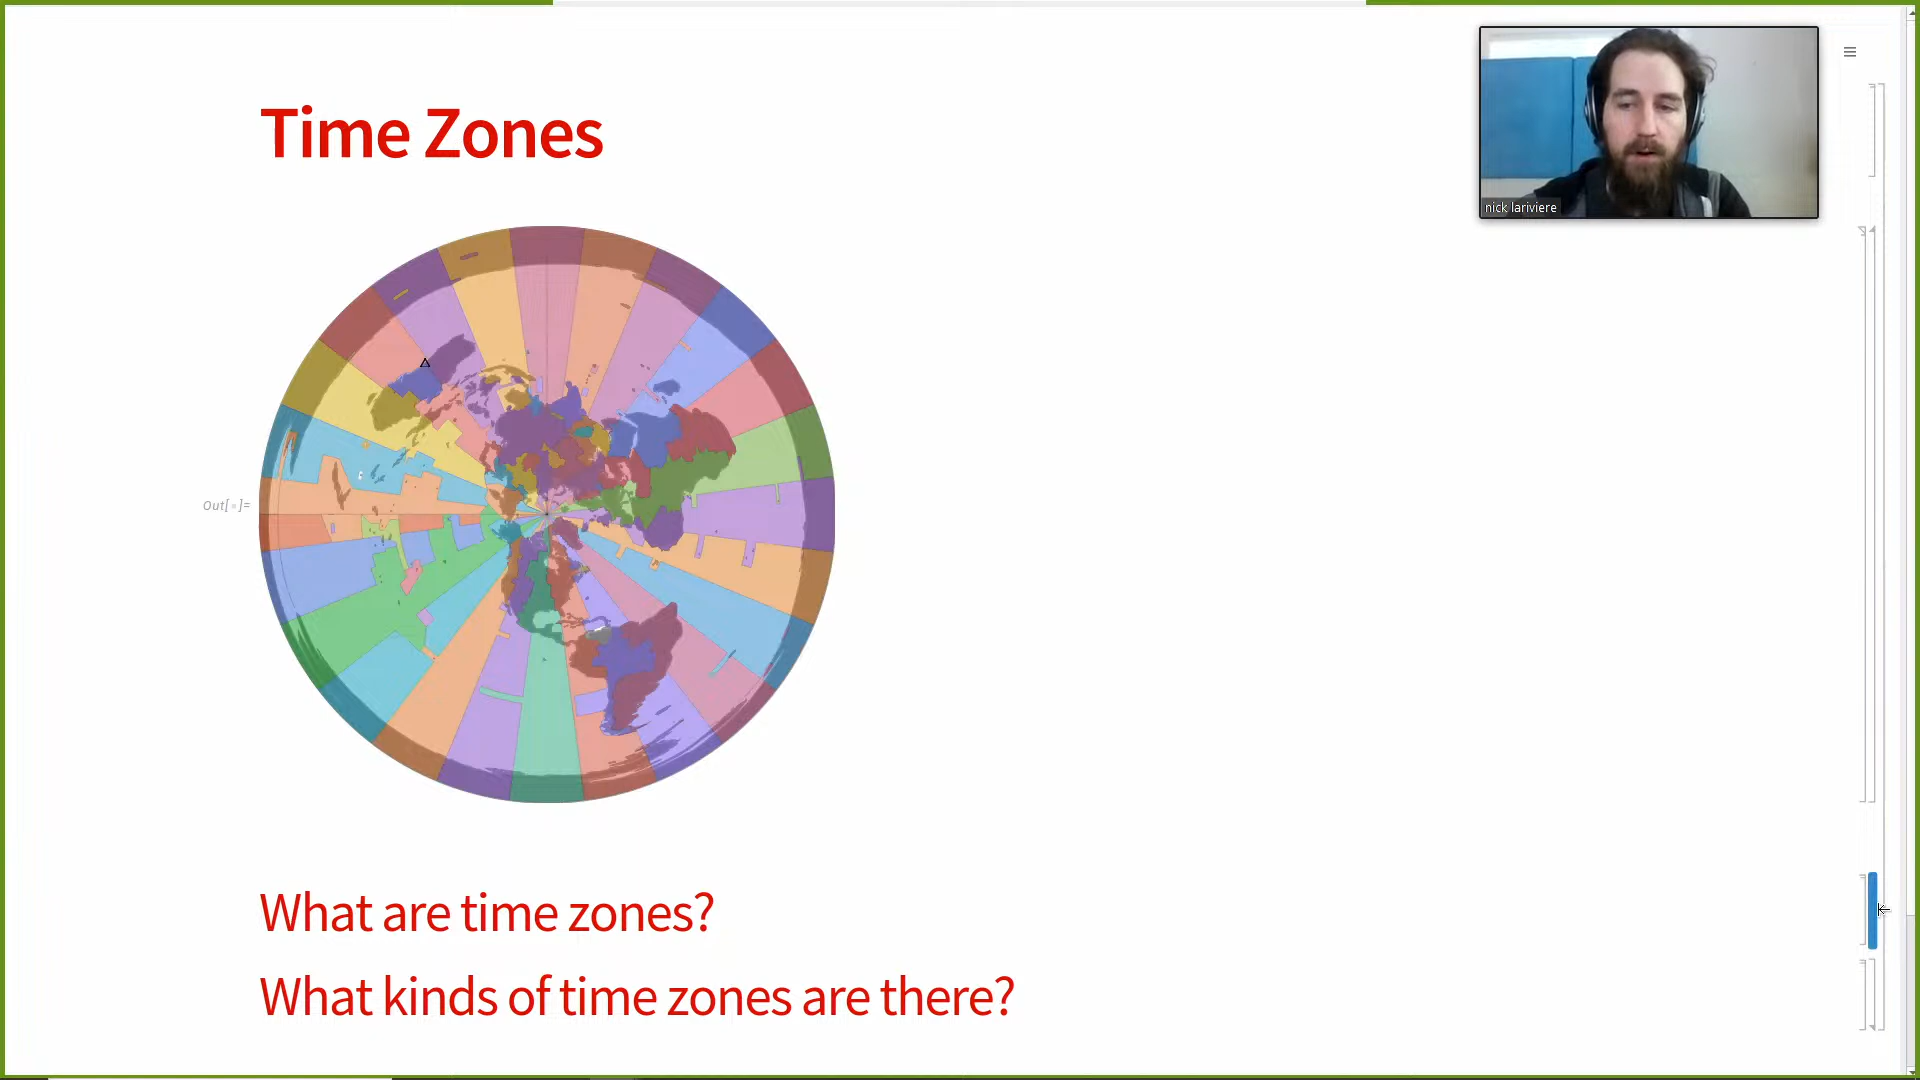 Time Zones
nick lariviere
Out[∘]=
What are time zones?
What kinds of time zones are there?